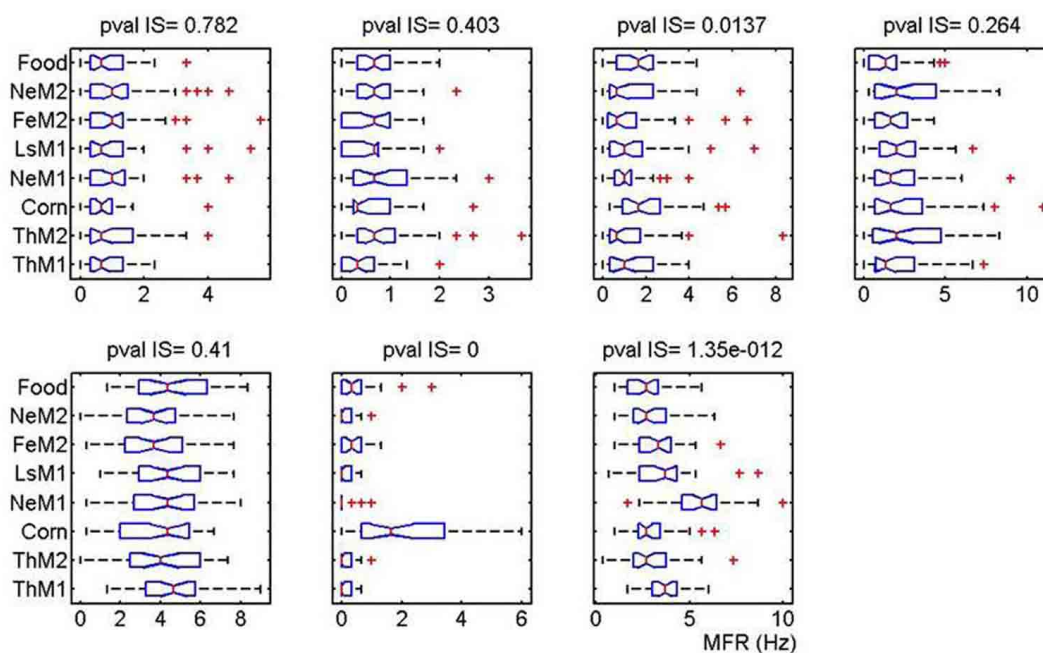 pval IS= 0.782
pval IS= 0.403
pval IS= 0.0137
pval IS= 0.264
Food
NeM2
FeM2
LsM1
NeM1
Corn
ThM2
ThM1
0 2 4
0 1 2 3
0 2 4 6 8
0 5 10
pval IS= 0.41
pval IS= 0
pval IS= 1.35e-012
Food
NeM2
FeM2
LsM1
NeM1
Corn
ThM2
ThM1
0 2 4 6 8
0 2 4 6
0 5 10
MFR (Hz)